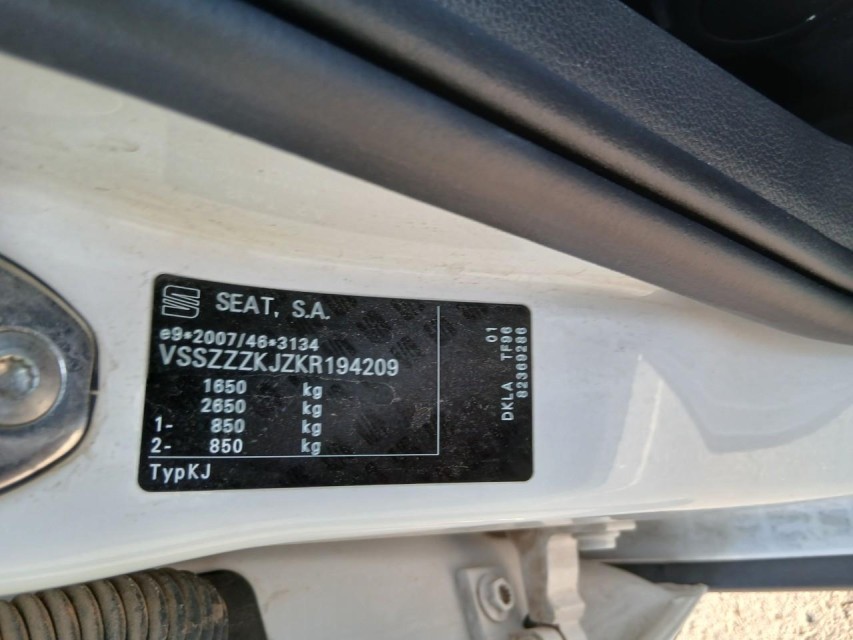 SEAT, S.A.
e9*2007/46*3134
VSSZZZKJZKR194209
1650 kg
2650 kg
1- 850 kg
2- 850 kg
TypKJ
01
DKLA TF96
82369286